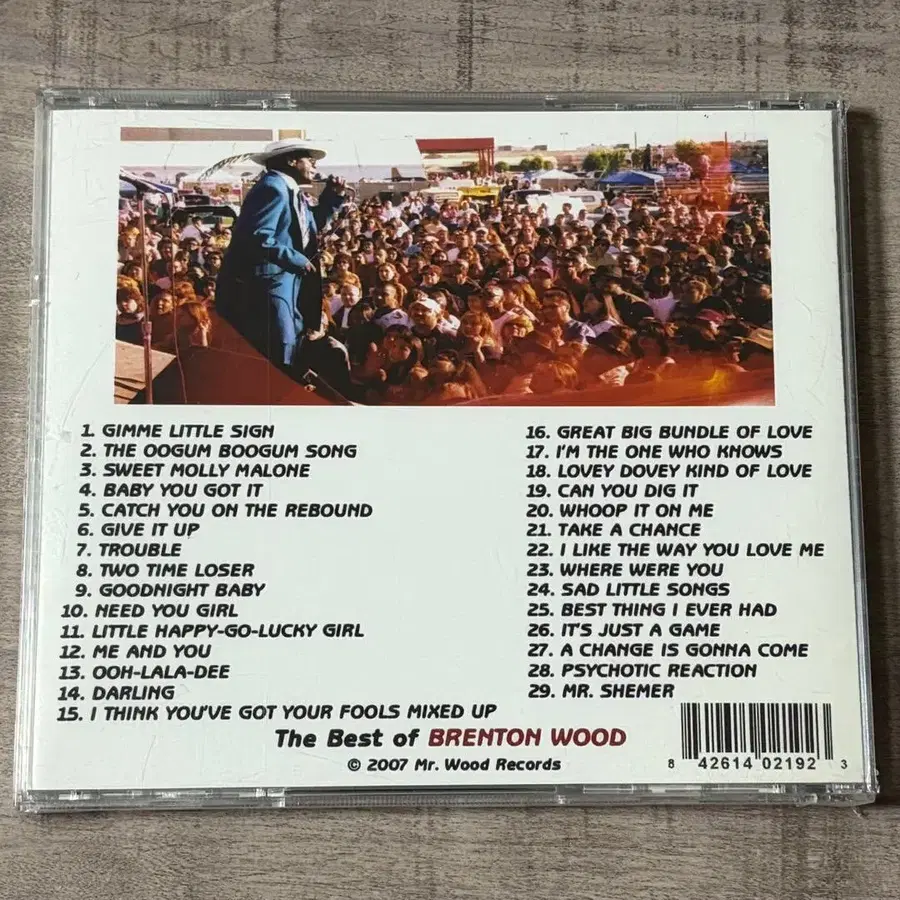 1. GIMME LITTLE SIGN
2. THE OOGUM BOOGUM SONG
3. SWEET MOLLY MALONE
4. BABY YOU GOT IT
5. CATCH YOU ON THE REBOUND
6. GIVE IT UP
7. TROUBLE
8. TWO TIME LOSER
9. GOODNIGHT BABY
10. NEED YOU GIRL
11. LITTLE HAPPY-GO-LUCKY GIRL
12. ME AND YOU
13. OOH-LALA-DEE
14. DARLING
15. I THINK YOU'VE GOT YOUR FOOLS MIXED UP
16. GREAT BIG BUNDLE OF LOVE
17. I'M THE ONE WHO KNOWS
18. LOVEY DOVEY KIND OF LOVE
19. CAN YOU DIG IT
20. WHOOP IT ON ME
21. TAKE A CHANCE
22. I LIKE THE WAY YOU LOVE ME
23. WHERE WERE YOU
24. SAD LITTLE SONGS
25. BEST THING I EVER HAD
26. IT'S JUST A GAME
27. A CHANGE IS GONNA COME
28. PSYCHOTIC REACTION
29. MR. SHEMER
The Best of BRENTON WOOD
© 2007 Mr. Wood Records
8 42614 02192 3